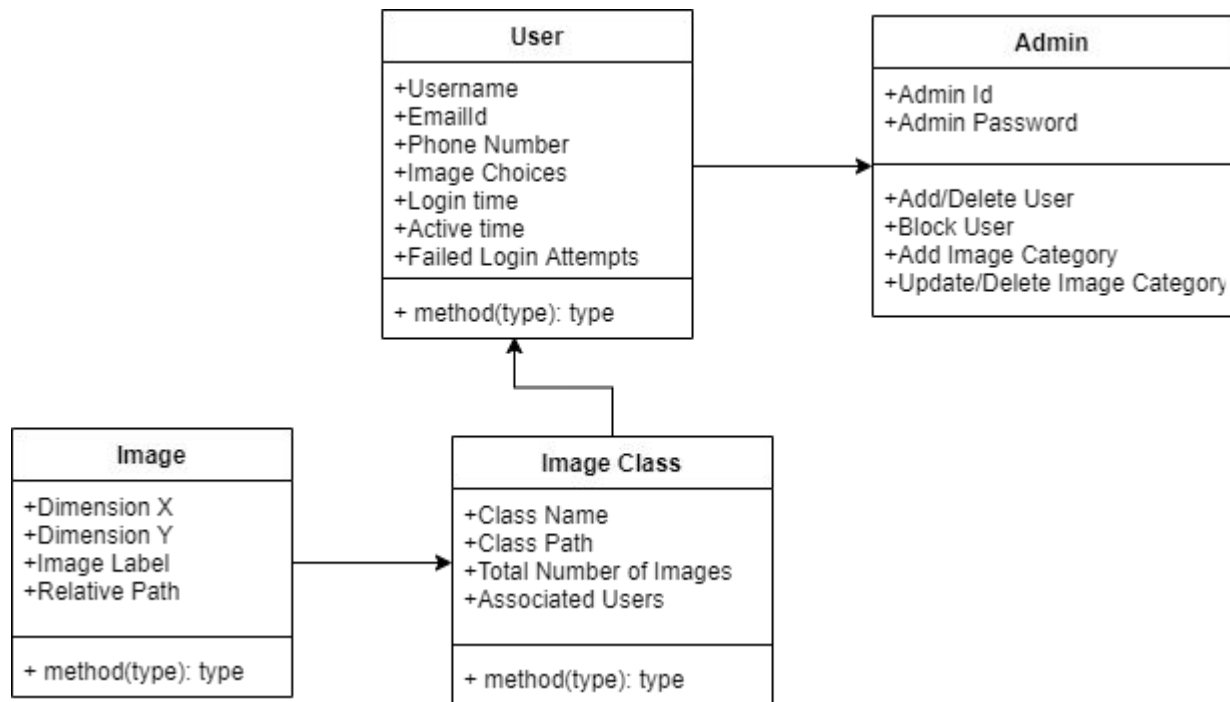 User
+Username
+EmailId
+Phone Number
+Image Choices
+Login time
+Active time
+Failed Login Attempts
+ method(type): type
Admin
+Admin Id
+Admin Password
+Add/Delete User
+Block User
+Add Image Category
+Update/Delete Image Category
Image
+Dimension X
+Dimension Y
+Image Label
+Relative Path
+ method(type): type
Image Class
+Class Name
+Class Path
+Total Number of Images
+Associated Users
+ method(type): type